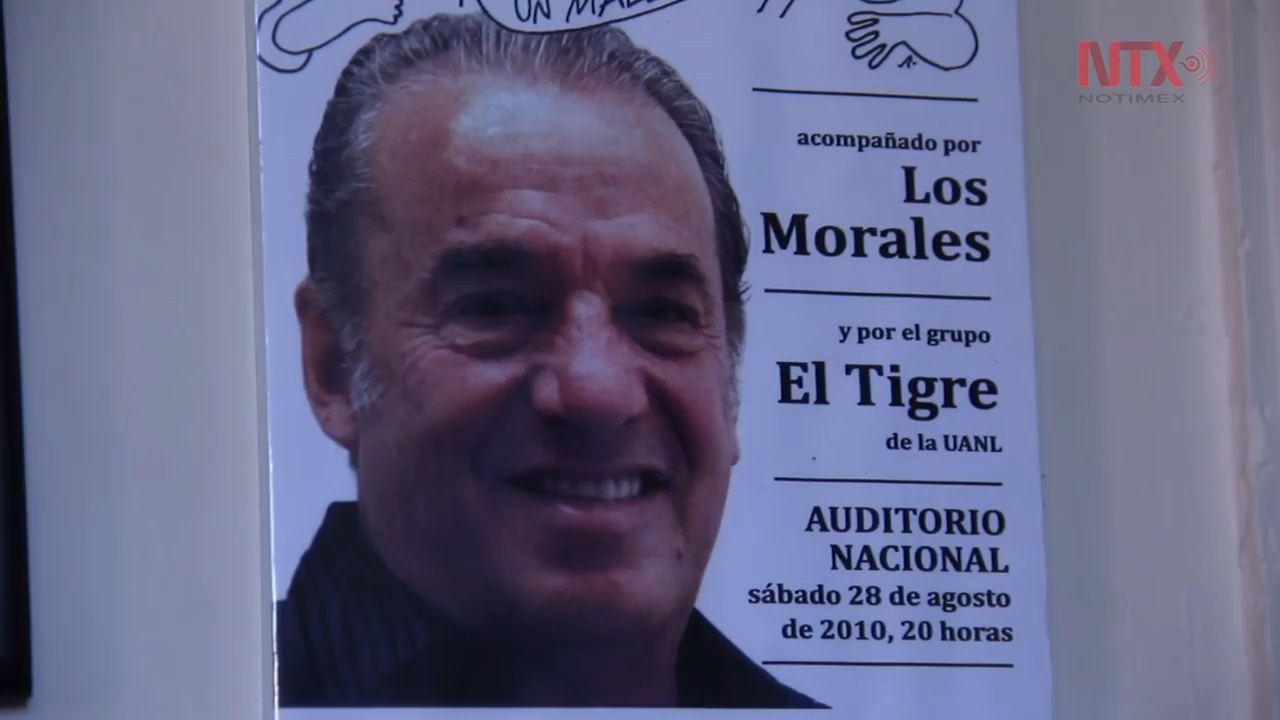 UN
NTX
NOTIMEX
acompañado por
Los
Morales
y por el grupo
El Tigre
de la UANL
AUDITORIO
NACIONAL
sábado 28 de agosto
de 2010, 20 horas